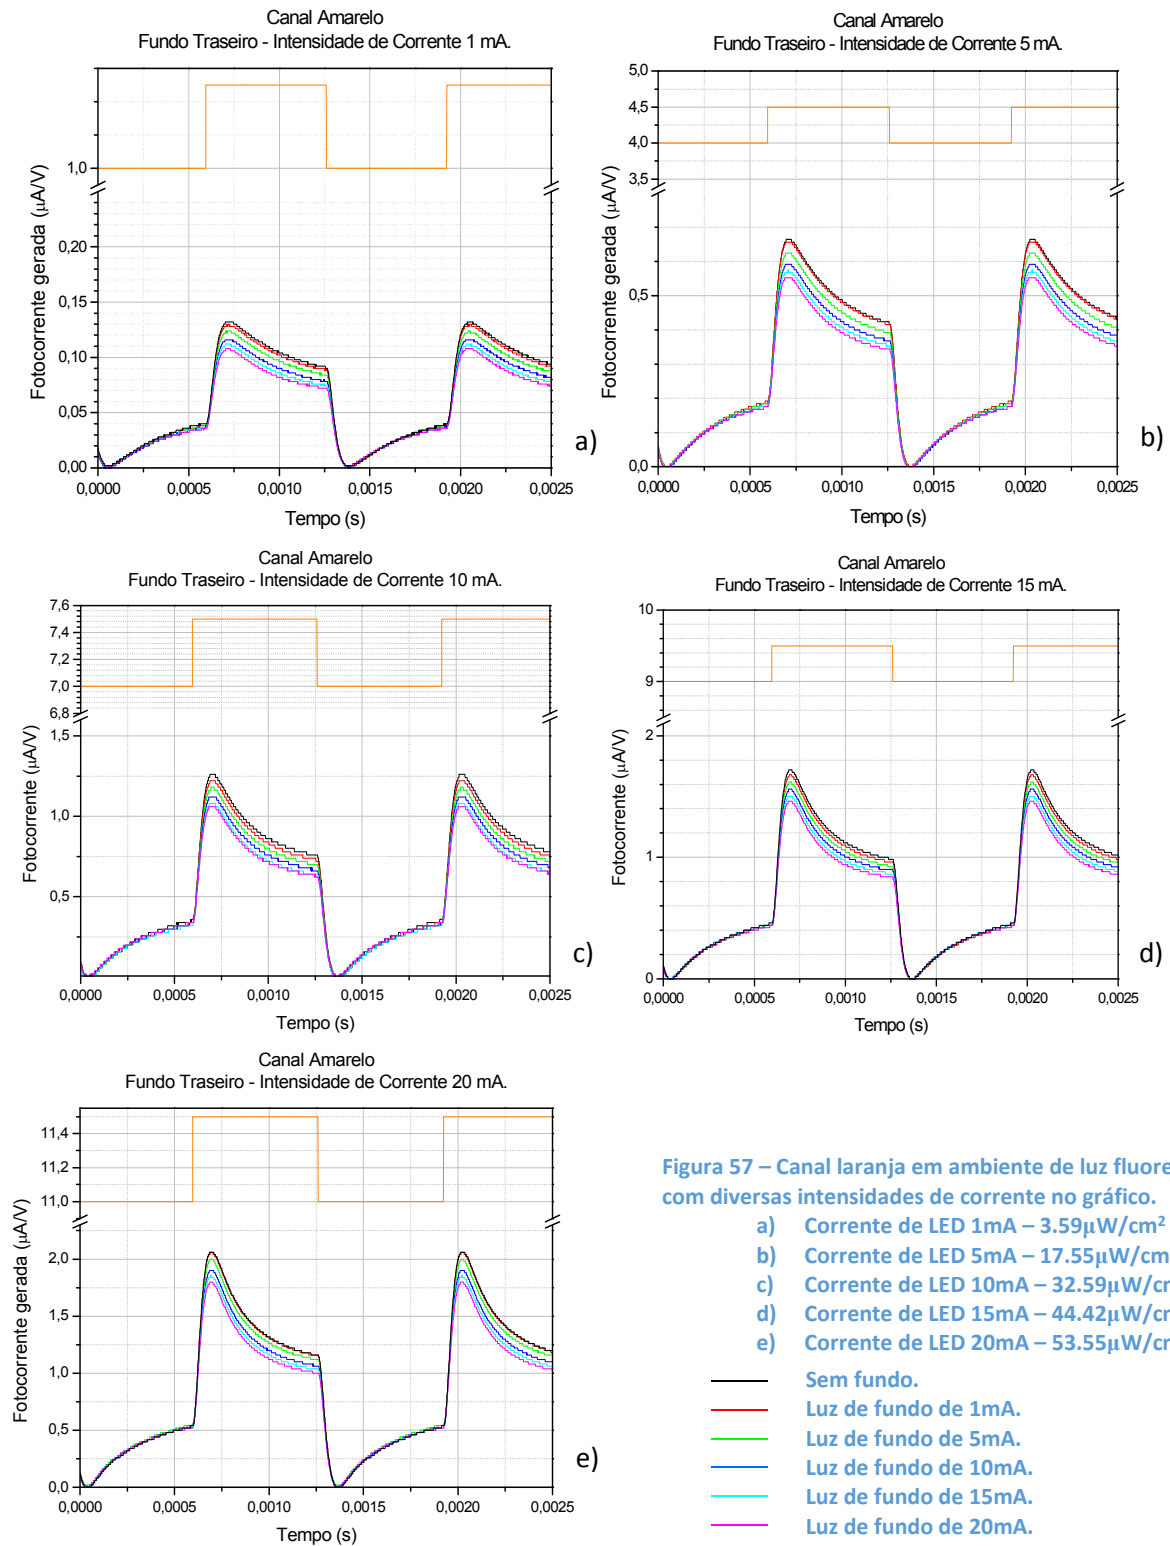 Canal Amarelo
Fundo Traseiro - Intensidade de Corrente 1 mA.
Fotocorrente gerada (µA/V)
1,0
0,20
0,15
0,10
0,05
0,00
0,0000 0,0005 0,0010 0,0015 0,0020 0,0025
Tempo (s)
a)
Canal Amarelo
Fundo Traseiro - Intensidade de Corrente 5 mA.
Fotocorrente gerada (µA/V)
5,0
4,5
4,0
3,5
0,5
0,0
0,0000 0,0005 0,0010 0,0015 0,0020 0,0025
Tempo (s)
b)
Canal Amarelo
Fundo Traseiro - Intensidade de Corrente 10 mA.
Fotocorrente (µA/V)
7,6
7,4
7,2
7,0
6,8
1,5
1,0
0,5
0,0000 0,0005 0,0010 0,0015 0,0020 0,0025
Tempo (s)
c)
Canal Amarelo
Fundo Traseiro - Intensidade de Corrente 15 mA.
Fotocorrente (µA/V)
10
9
2
1
0
0,0000 0,0005 0,0010 0,0015 0,0020 0,0025
Tempo (s)
d)
Canal Amarelo
Fundo Traseiro - Intensidade de Corrente 20 mA.
Fotocorrente gerada (µA/V)
11,4
11,2
11,0
2,0
1,5
1,0
0,5
0,0
0,0000 0,0005 0,0010 0,0015 0,0020 0,0025
Tempo (s)
e)
Figura 57 – Canal laranja em ambiente de luz fluore
com diversas intensidades de corrente no gráfico.
a) Corrente de LED 1mA – 3.59µW/cm²
b) Corrente de LED 5mA – 17.55µW/cm
c) Corrente de LED 10mA – 32.59µW/cm
d) Corrente de LED 15mA – 44.42µW/cm
e) Corrente de LED 20mA – 53.55µW/cm
Sem fundo.
Luz de fundo de 1mA.
Luz de fundo de 5mA.
Luz de fundo de 10mA.
Luz de fundo de 15mA.
Luz de fundo de 20mA.